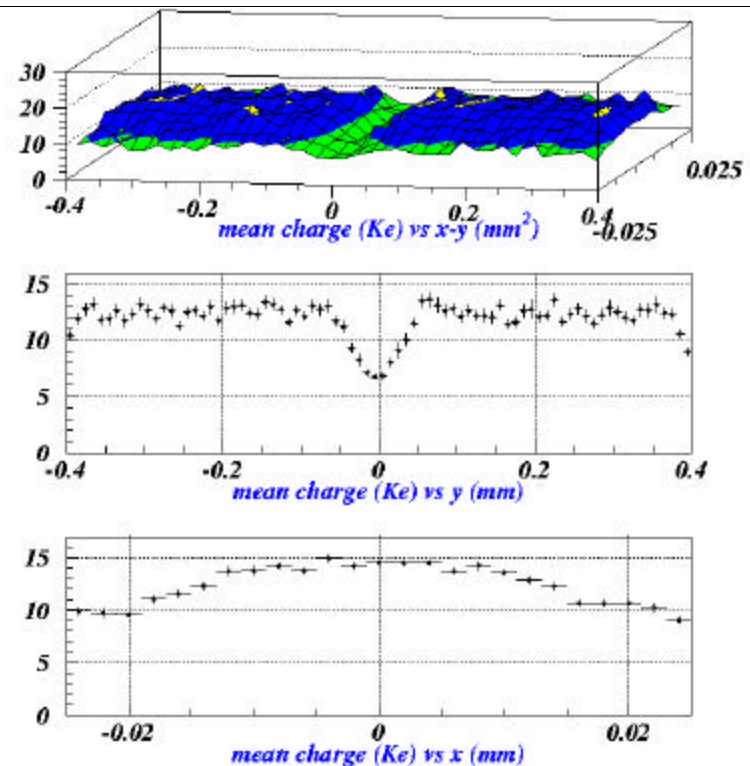 30
20
10
0
0.025
-0.4 -0.2 0 0.2 0.4
-0.025
mean charge (Ke) vs x-y (mm²)
15
10
5
0
-0.4 -0.2 0 0.2 0.4
mean charge (Ke) vs y (mm)
15
10
5
0
-0.02 0 0.02
mean charge (Ke) vs x (mm)